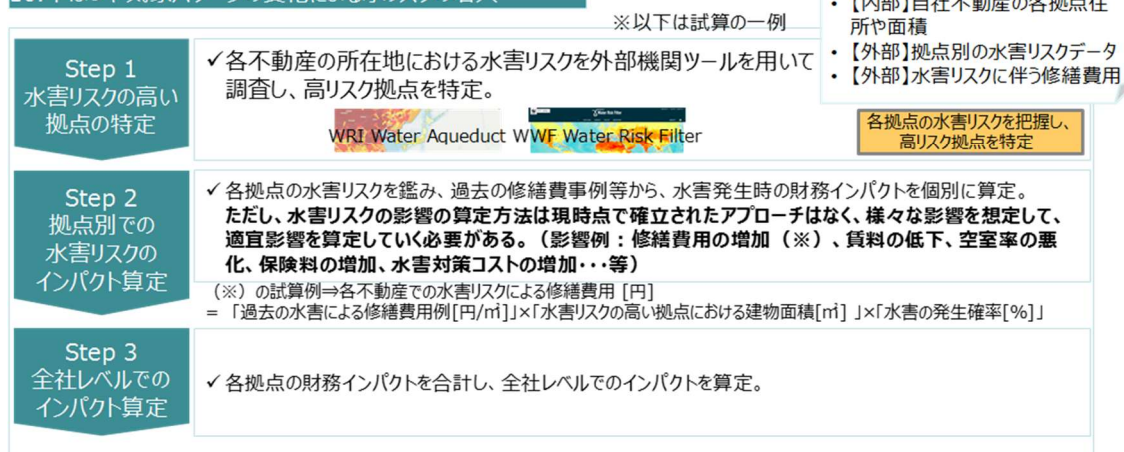 ※以下は試算の一例
• 【内部】自社不動産の各拠点住
所や面積
• 【外部】拠点別の水害リスクデータ
• 【外部】水害リスクに伴う修繕費用
Step 1
水害リスクの高い
拠点の特定
✓各不動産の所在地における水害リスクを外部機関ツールを用いて
調査し、高リスク拠点を特定。
WRI Water Aqueduct WWF Water Risk Filter
各拠点の水害リスクを把握し、
高リスク拠点を特定
Step 2
拠点別での
水害リスクの
インパクト算定
✓各拠点の水害リスクを鑑み、過去の修繕費事例等から、水害発生時の財務インパクトを個別に算定。
ただし、水害リスクの影響の算定方法は現時点で確立されたアプローチはなく、様々な影響を想定して、
適宜影響を算定していく必要がある。（影響例：修繕費用の増加（※）、賃料の低下、空室率の悪
化、保険料の増加、水害対策コストの増加・・・等）
（※）の試算例⇒各不動産での水害リスクによる修繕費用 [円]
= 「過去の水害による修繕費用例[円/㎡]」×「水害リスクの高い拠点における建物面積[㎡] 」×「水害の発生確率[%]」
Step 3
全社レベルでの
インパクト算定
✓各拠点の財務インパクトを合計し、全社レベルでのインパクトを算定。